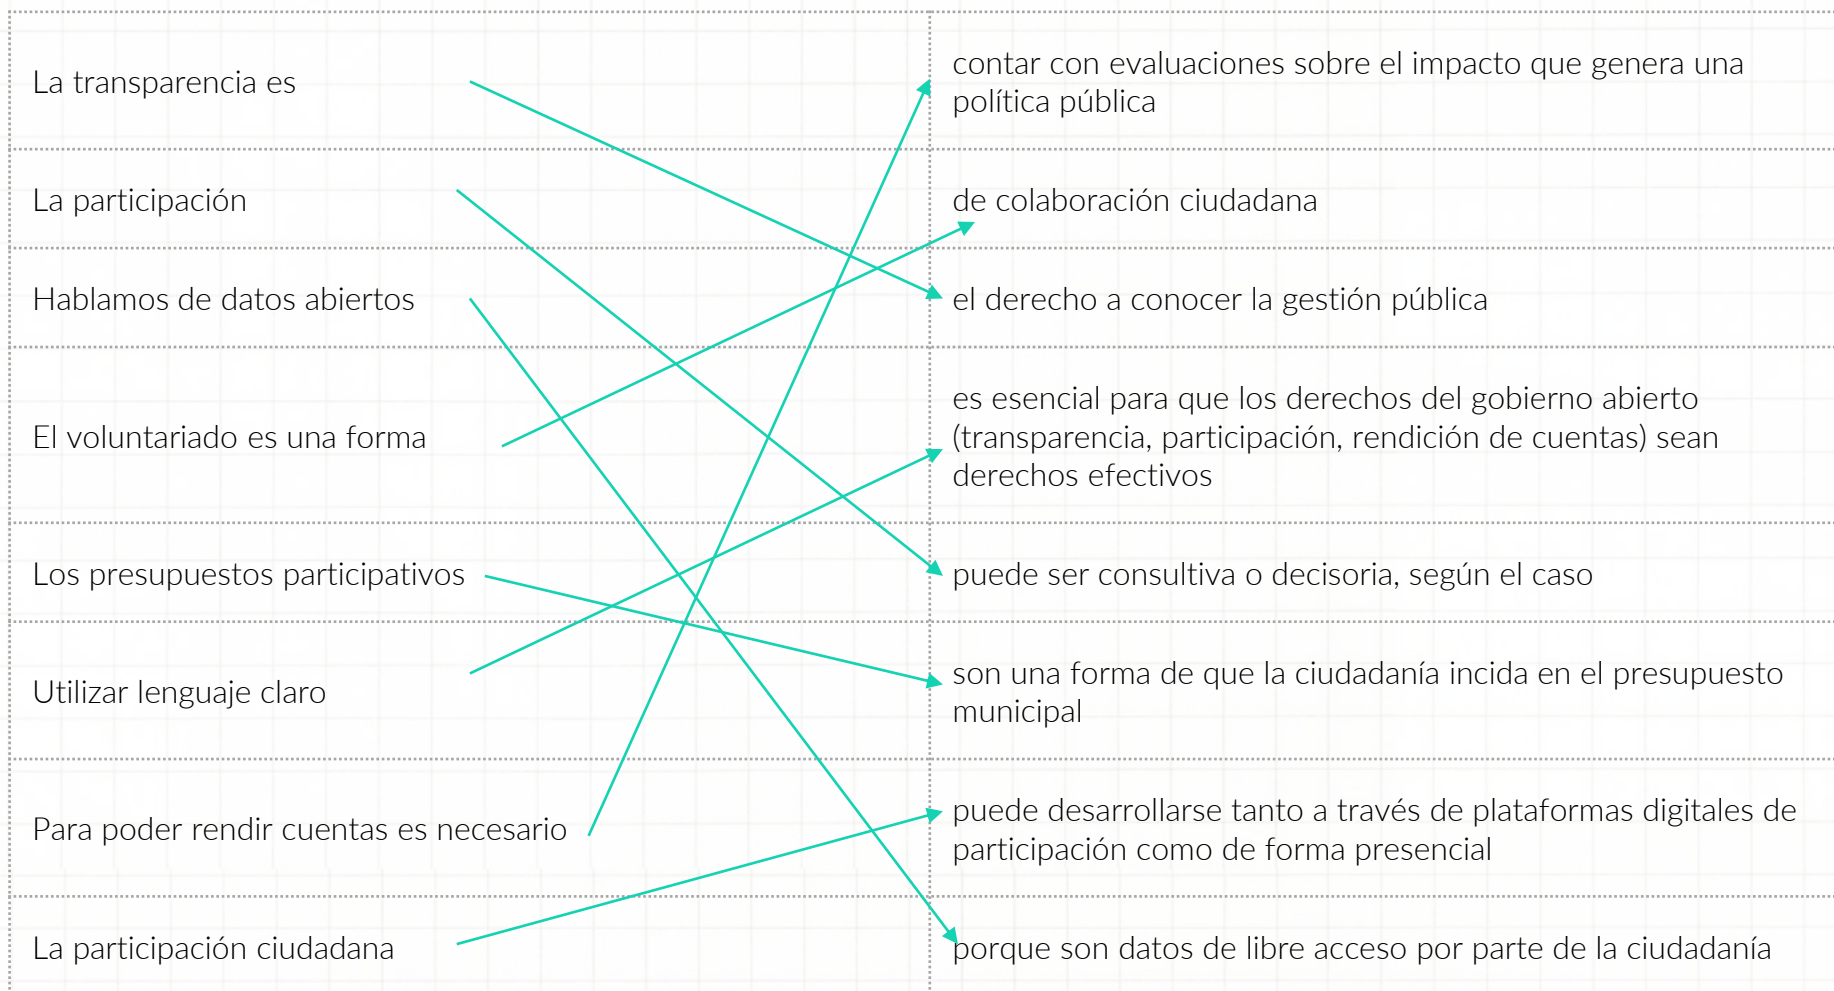 La transparencia es
contar con evaluaciones sobre el impacto que genera una
política pública
La participación
de colaboración ciudadana
Hablamos de datos abiertos
el derecho a conocer la gestión pública
El voluntariado es una forma
es esencial para que los derechos del gobierno abierto
(transparencia, participación, rendición de cuentas) sean
derechos efectivos
Los presupuestos participativos
puede ser consultiva o decisoria, según el caso
Utilizar lenguaje claro
son una forma de que la ciudadanía incida en el presupuesto
municipal
Para poder rendir cuentas es necesario
puede desarrollarse tanto a través de plataformas digitales de
participación como de forma presencial
La participación ciudadana
porque son datos de libre acceso por parte de la ciudadanía